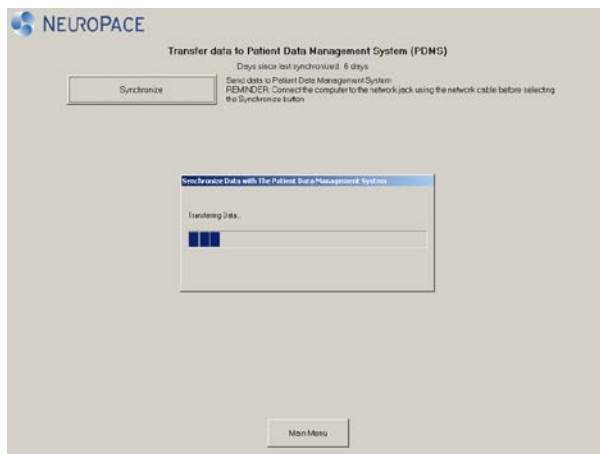 NEUROPACE
Transfer data to Patient Data Management System (PDMS)
Days since last synchronized: 6 days
Synchronize
Send data to Patient Data Management System
REMINDER: Connect the computer to the network jack using the network cable before selecting
the Synchronize button
Synchronize Data with The Patient Data Management System
Transfering Data...
Main Menu